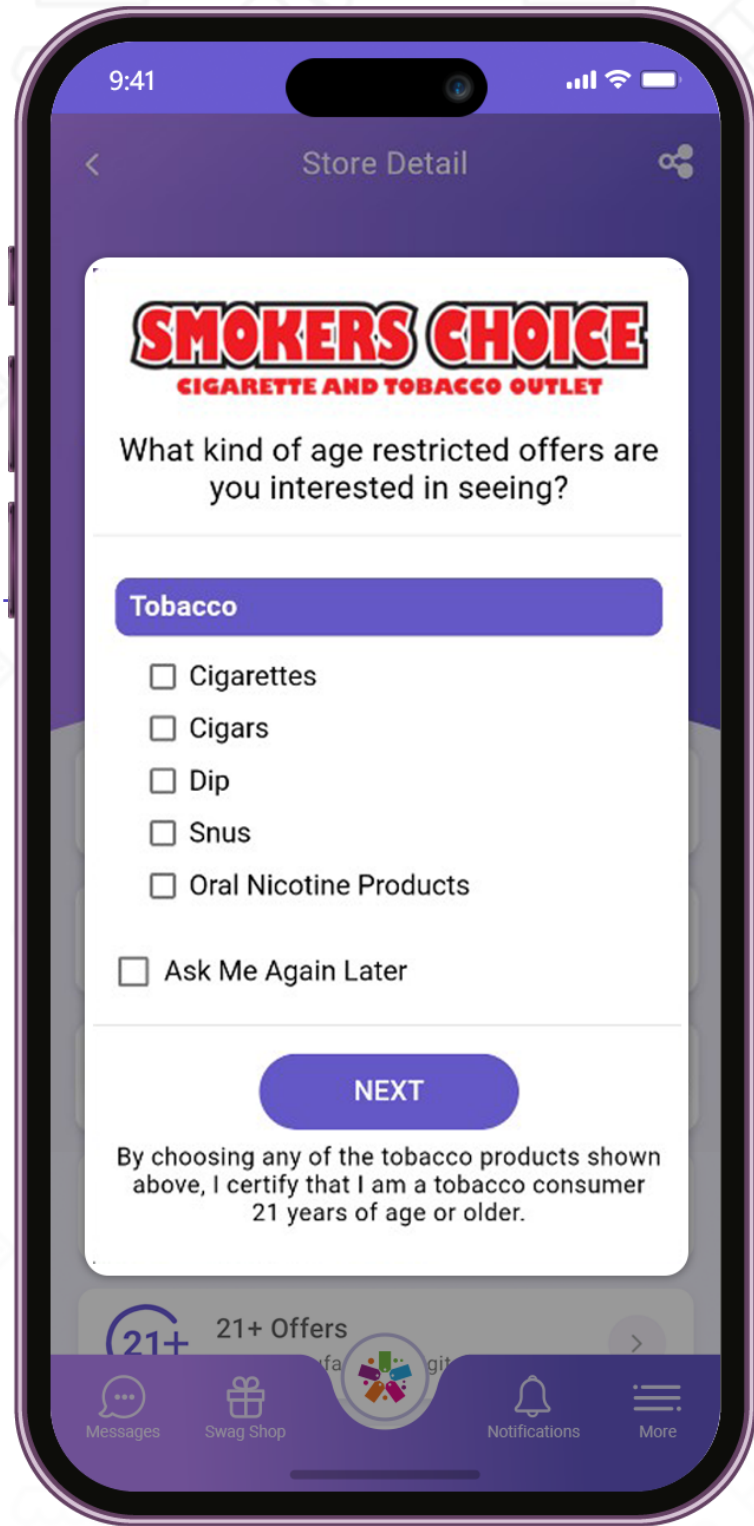 9:41
Store Detail
SMOKERS CHOICE
CIGARETTE AND TOBACCO OUTLET
What kind of age restricted offers are
you interested in seeing?
Tobacco
Cigarettes
Cigars
Dip
Snus
Oral Nicotine Products
Ask Me Again Later
NEXT
By choosing any of the tobacco products shown
above, I certify that I am a tobacco consumer
21 years of age or older.
21+
21+ Offers
Messages
Swag Shop
Notifications
More